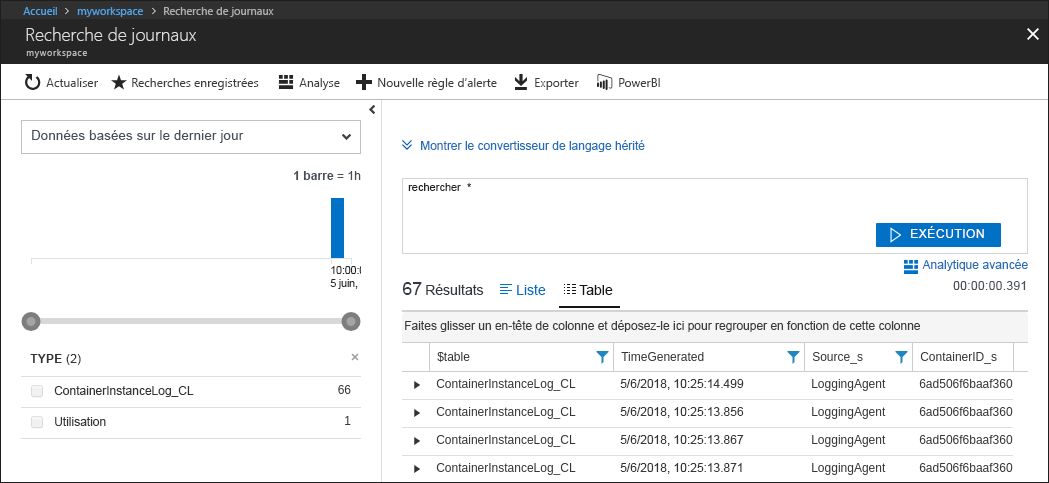 Accueil > myworkspace > Recherche de journaux
Recherche de journaux
myworkspace
Actualiser Recherches enregistrées Analyse Nouvelle règle d'alerte Exporter PowerBI
Données basées sur le dernier jour
1 barre = 1h
10:00:
5 juin,
TYPE (2)
ContainerInstanceLog_CL 66
Utilisation 1
Montrer le convertisseur de langage hérité
rechercher *
EXÉCUTION
Analytique avancée
00:00:00.391
67 Résultats Liste Table
Faites glisser un en-tête de colonne et déposez-le ici pour regrouper en fonction de cette colonne
$table TimeGenerated Source_s ContainerID_s
ContainerInstanceLog_CL 5/6/2018, 10:25:14.499 LoggingAgent 6ad506f6baaf360
ContainerInstanceLog_CL 5/6/2018, 10:25:13.856 LoggingAgent 6ad506f6baaf360
ContainerInstanceLog_CL 5/6/2018, 10:25:13.867 LoggingAgent 6ad506f6baaf360
ContainerInstanceLog_CL 5/6/2018, 10:25:13.871 LoggingAgent 6ad506f6baaf360